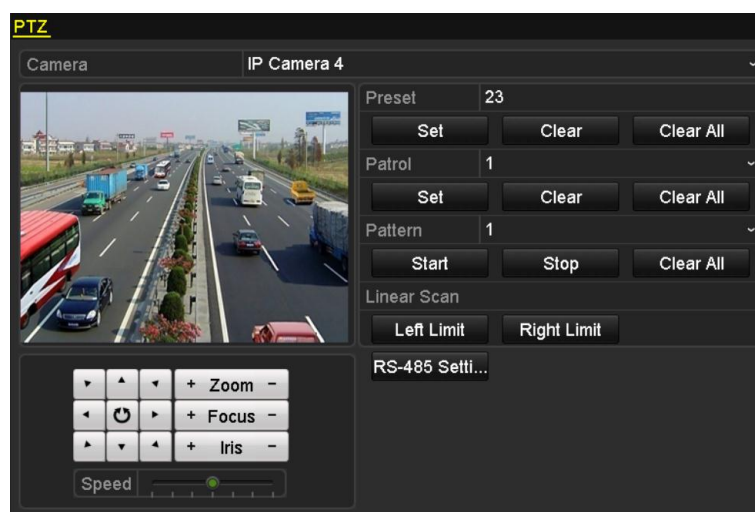 PTZ
Camera IP Camera 4
Preset 23
Set Clear Clear All
Patrol 1
Set Clear Clear All
Pattern 1
Start Stop Clear All
Linear Scan
Left Limit Right Limit
RS-485 Setti...
+ Zoom −
+ Focus −
+ Iris −
Speed